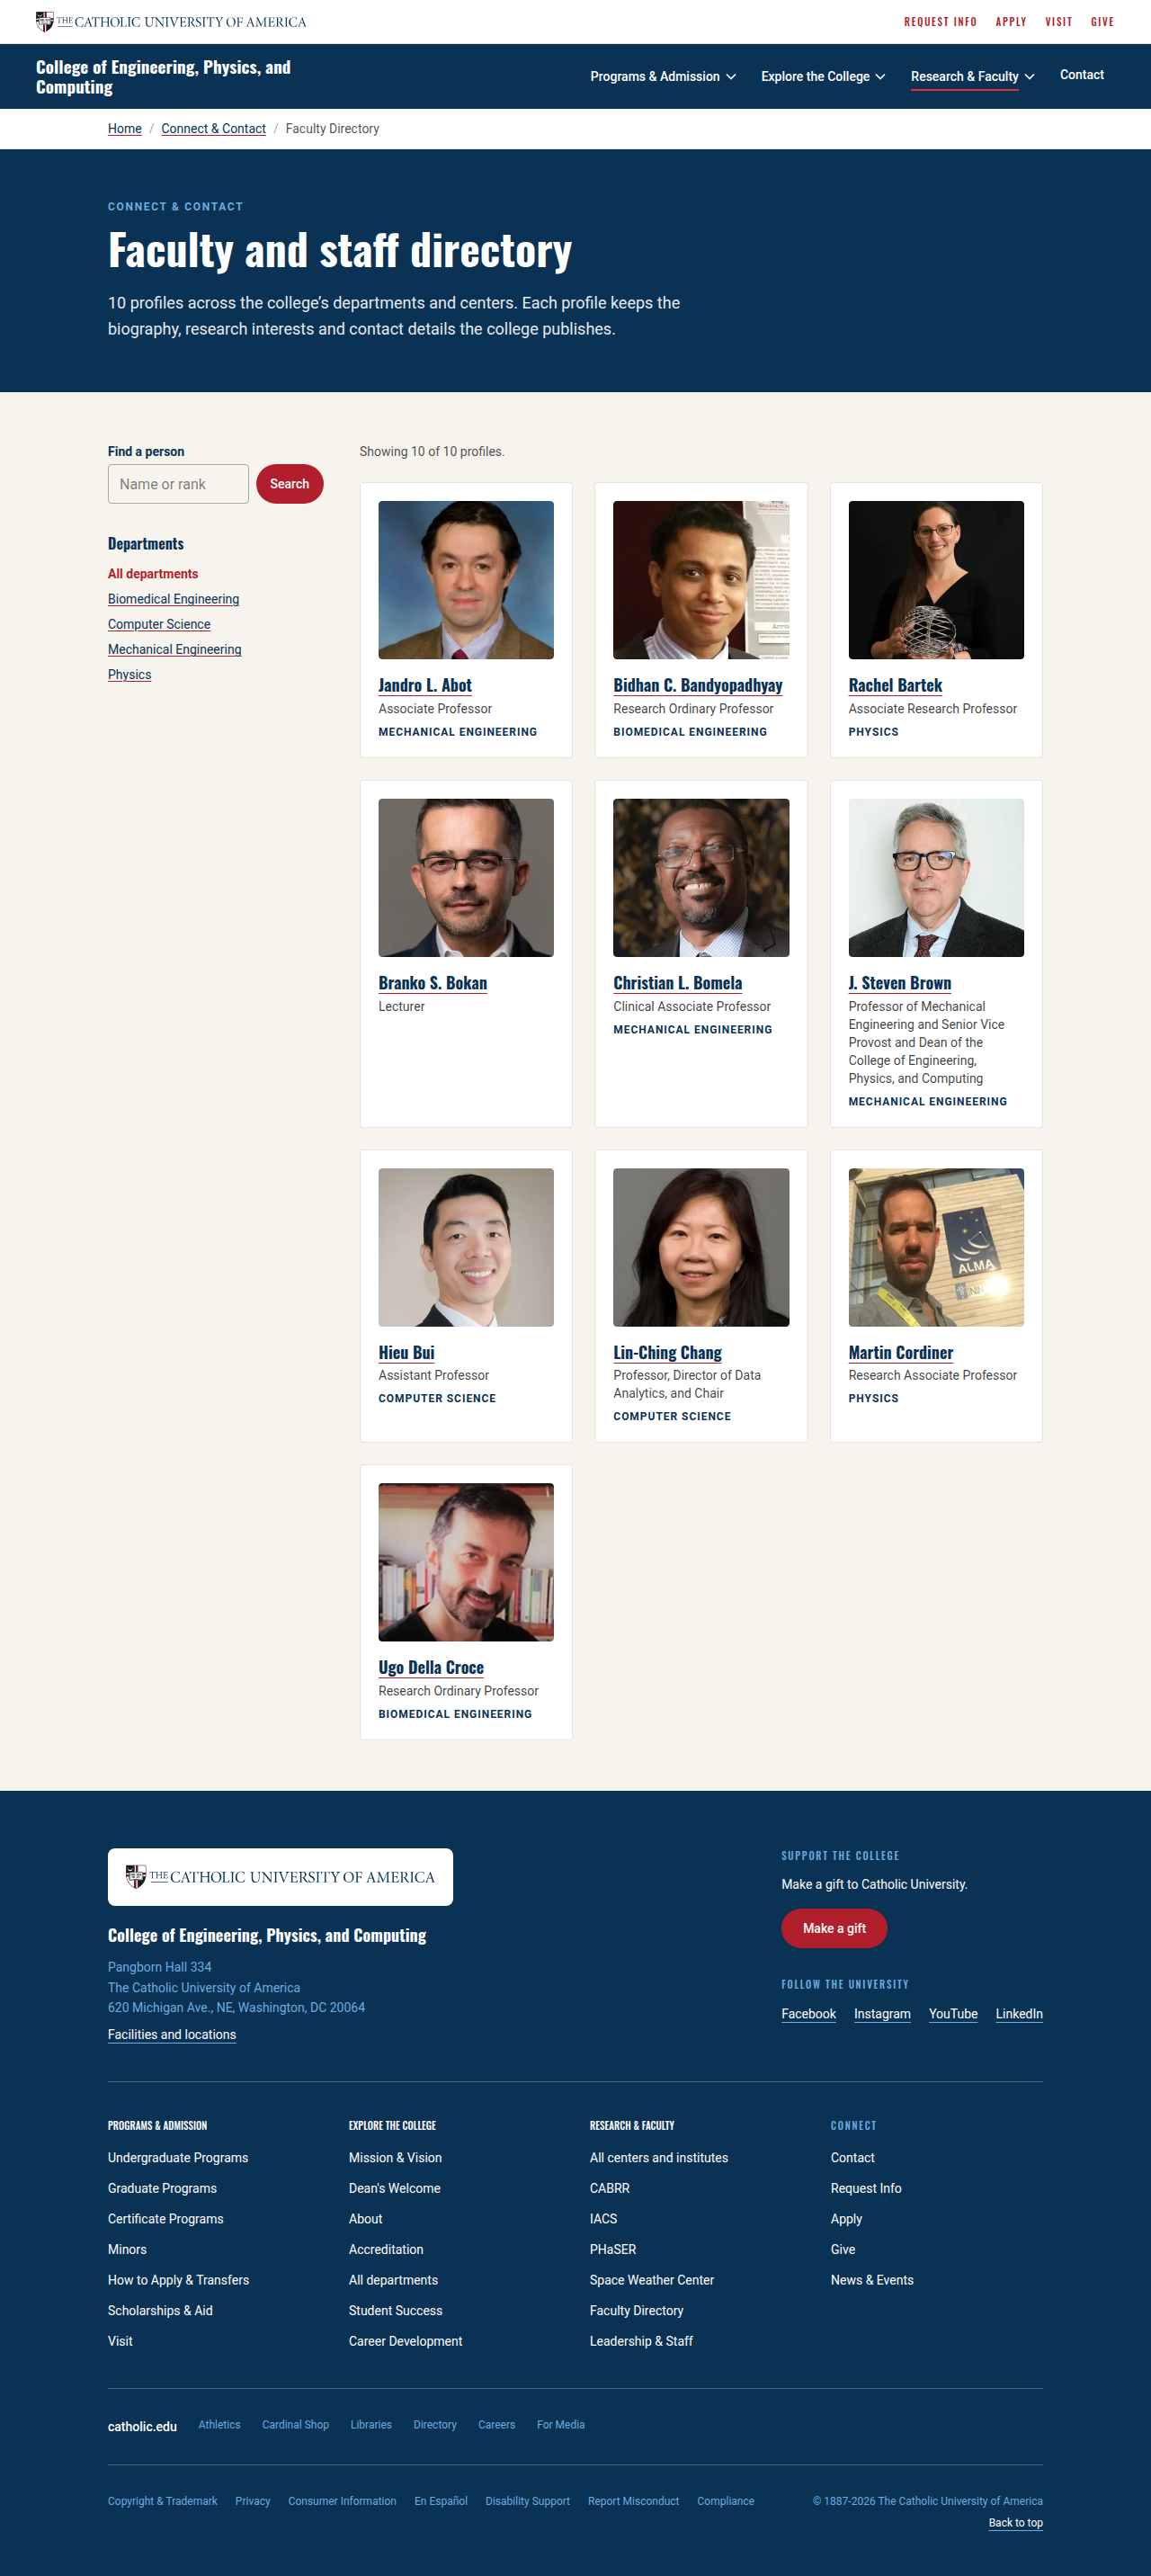 THE CATHOLIC UNIVERSITY OF AMERICA
REQUEST INFO APPLY VISIT GIVE
College of Engineering, Physics, and
Computing
Programs & Admission Explore the College Research & Faculty Contact
Home / Connect & Contact / Faculty Directory
CONNECT & CONTACT
Faculty and staff directory
10 profiles across the college’s departments and centers. Each profile keeps the
biography, research interests and contact details the college publishes.
Find a person
Name or rank
Search
Departments
All departments
Biomedical Engineering
Computer Science
Mechanical Engineering
Physics
Showing 10 of 10 profiles.
Jandro L. Abot
Associate Professor
MECHANICAL ENGINEERING
Bidhan C. Bandyopadhyay
Research Ordinary Professor
BIOMEDICAL ENGINEERING
Rachel Bartek
Associate Research Professor
PHYSICS
Branko S. Bokan
Lecturer
Christian L. Bomela
Clinical Associate Professor
MECHANICAL ENGINEERING
J. Steven Brown
Professor of Mechanical
Engineering and Senior Vice
Provost and Dean of the
College of Engineering,
Physics, and Computing
MECHANICAL ENGINEERING
Hieu Bui
Assistant Professor
COMPUTER SCIENCE
Lin-Ching Chang
Professor, Director of Data
Analytics, and Chair
COMPUTER SCIENCE
ALMA
Martin Cordiner
Research Associate Professor
PHYSICS
Ugo Della Croce
Research Ordinary Professor
BIOMEDICAL ENGINEERING
THE CATHOLIC UNIVERSITY OF AMERICA
College of Engineering, Physics, and Computing
Pangborn Hall 334
The Catholic University of America
620 Michigan Ave., NE, Washington, DC 20064
Facilities and locations
SUPPORT THE COLLEGE
Make a gift to Catholic University.
Make a gift
FOLLOW THE UNIVERSITY
Facebook Instagram YouTube LinkedIn
PROGRAMS & ADMISSION
Undergraduate Programs
Graduate Programs
Certificate Programs
Minors
How to Apply & Transfers
Scholarships & Aid
Visit
EXPLORE THE COLLEGE
Mission & Vision
Dean's Welcome
About
Accreditation
All departments
Student Success
Career Development
RESEARCH & FACULTY
All centers and institutes
CABRR
IACS
PHaSER
Space Weather Center
Faculty Directory
Leadership & Staff
CONNECT
Contact
Request Info
Apply
Give
News & Events
catholic.edu Athletics Cardinal Shop Libraries Directory Careers For Media
Copyright & Trademark Privacy Consumer Information En Español Disability Support Report Misconduct Compliance
© 1887-2026 The Catholic University of America
Back to top